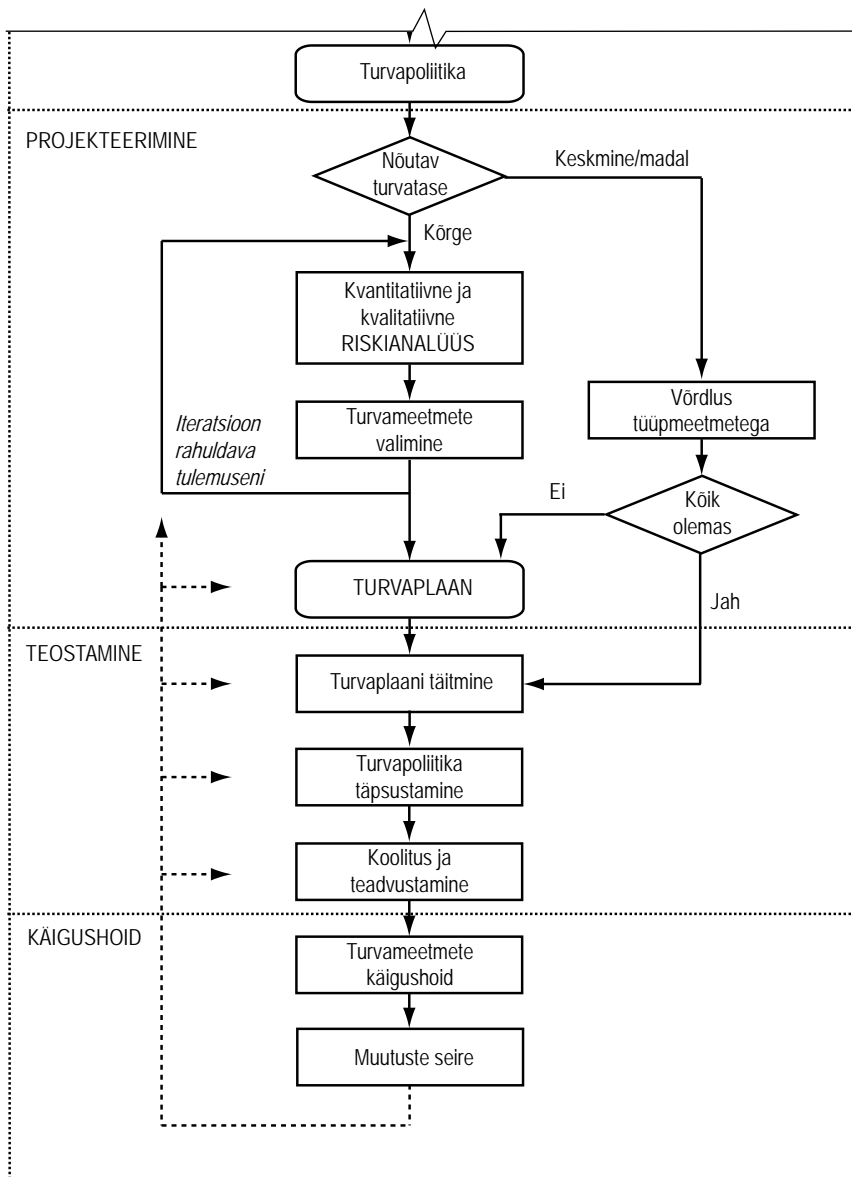 Turvapoliitika
PROJEKTEERIMINE
Nõutav
turvatase
Keskmine/madal
Kõrge
Kvantitatiivne ja
kvalitatiivne
RISKIANALÜÜS
Võrdlus
tüüpmeetmetega
Turvameetmete
valimine
Iteratsioon
rahuldava
tulemuseni
Ei
Kõik
olemas
TURVAPLAAN
Jah
TEOSTAMINE
Turvaplaani täitmine
Turvapoliitika
täpsustamine
Koolitus ja
teadvustamine
KÄIGUSHOID
Turvameetmete
käigushoid
Muutuste seire